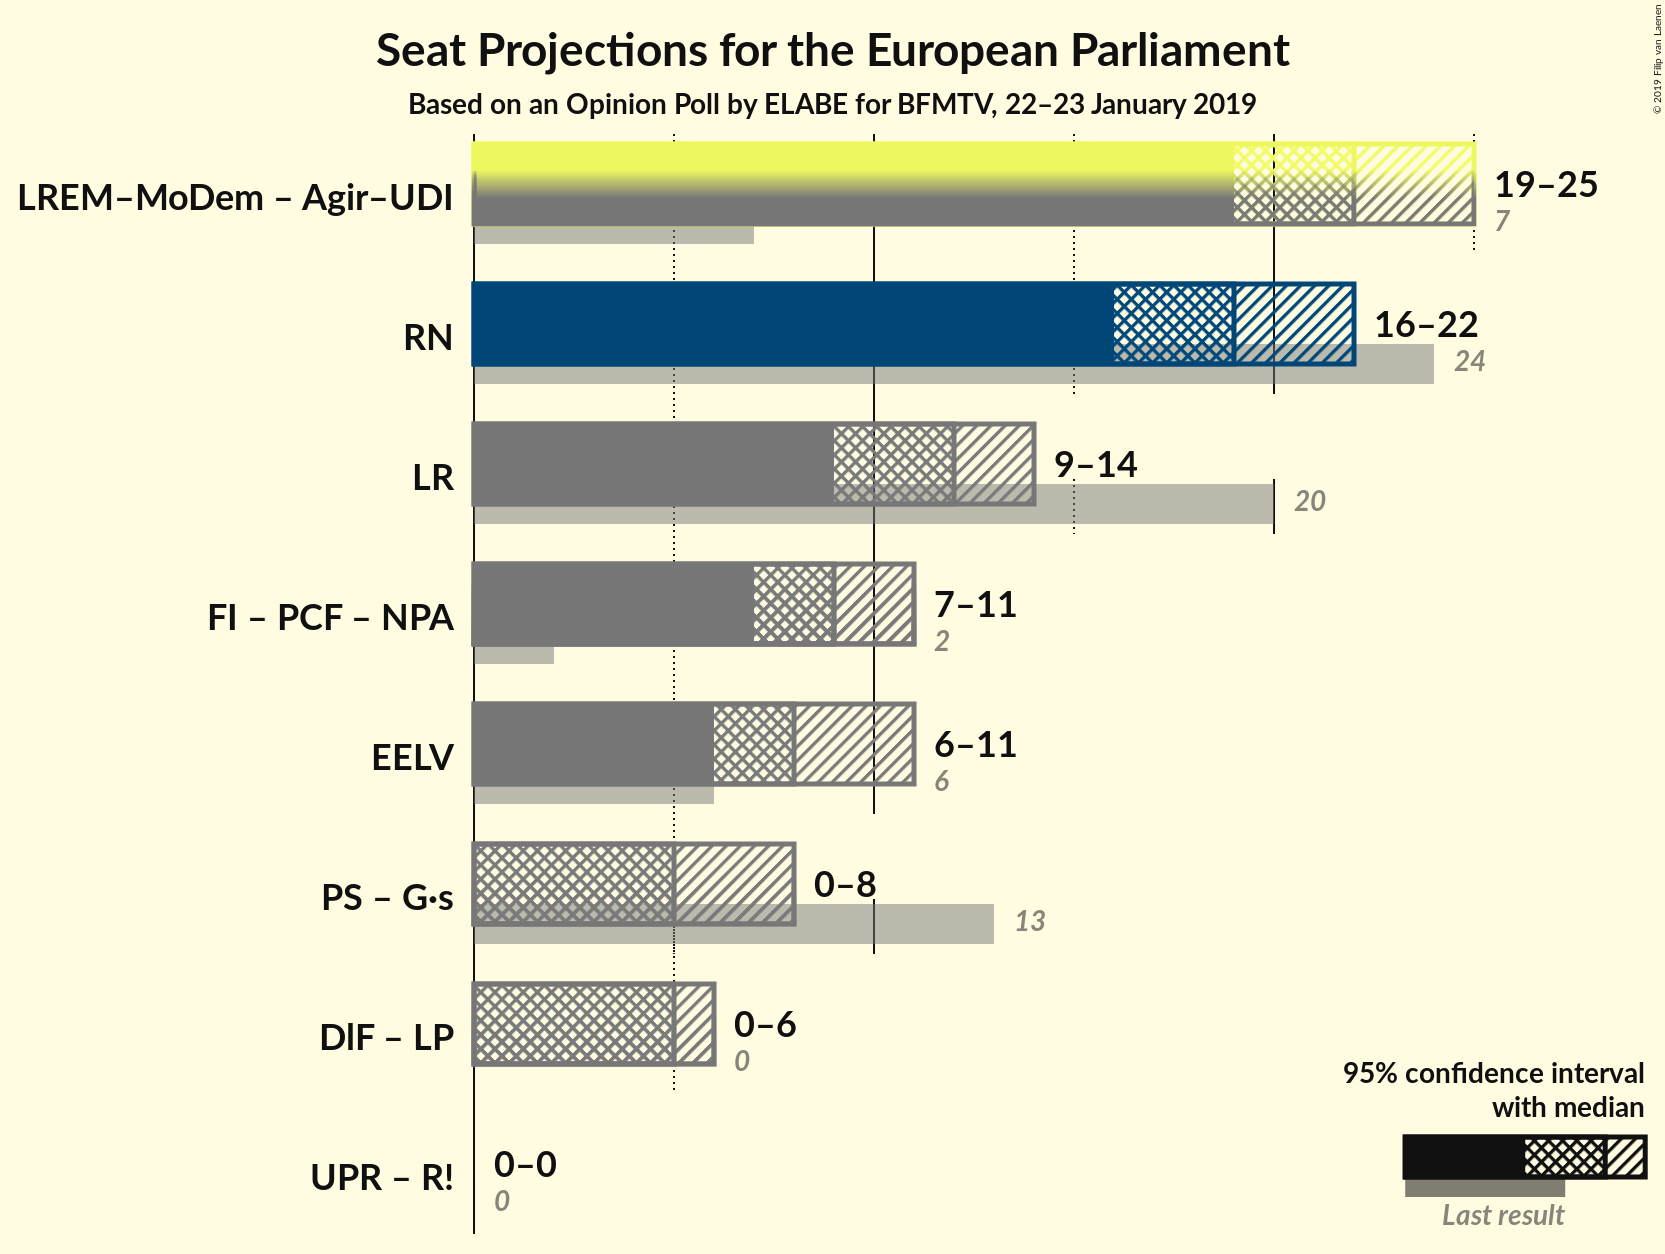 Seat Projections for the European Parliament
Based on an Opinion Poll by ELABE for BFMTV, 22–23 January 2019
© 2019 Filip van Laenen
LREM–MoDem – Agir–UDI
19–25
7
RN
16–22
24
LR
9–14
20
FI – PCF – NPA
7–11
2
EELV
6–11
6
PS – G·s
0–8
13
DlF – LP
0–6
0
UPR – R!
0–0
0
95% confidence interval
with median
Last result